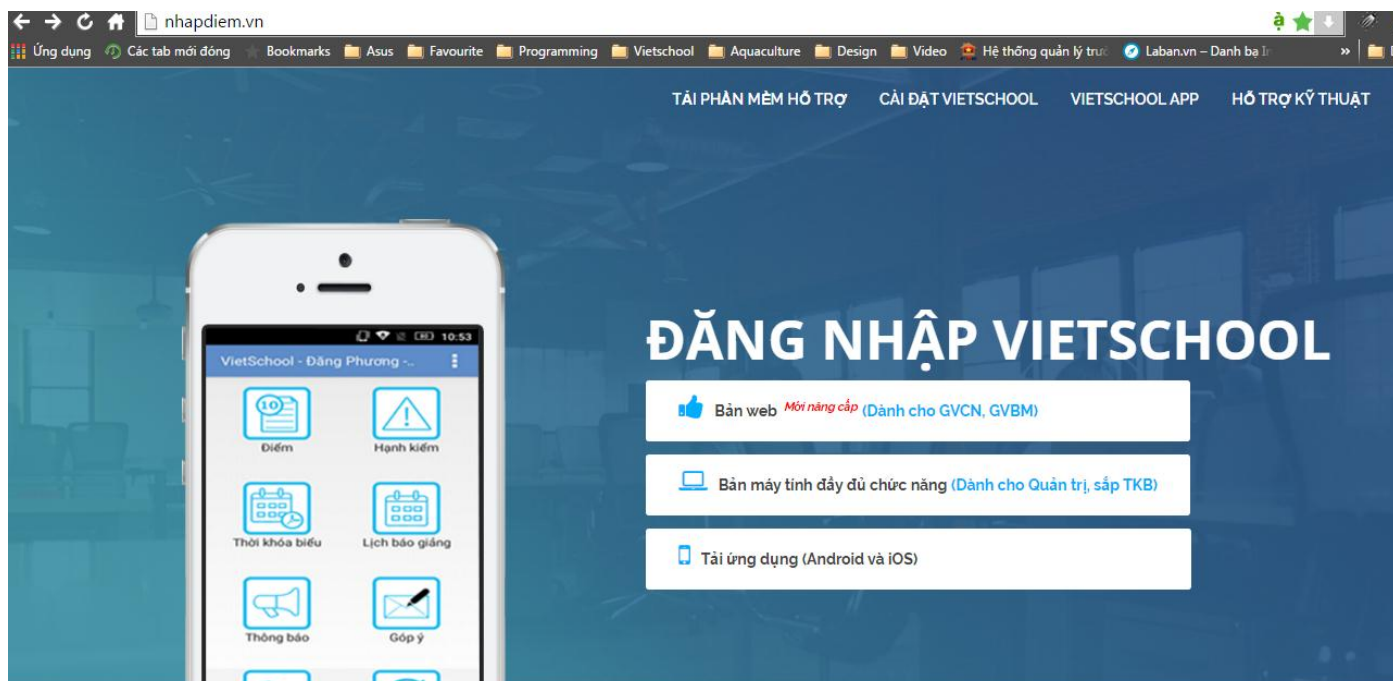 nhapdiem.vn
Ứng dụng Các tab mới đóng Bookmarks Asus Favourite Programming Vietschool Aquaculture Design Video Hệ thống quản lý trư Laban.vn – Danh bạ In »
TẢI PHẦN MỀM HỖ TRỢ CÀI ĐẶT VIETSCHOOL VIETSCHOOL APP HỖ TRỢ KỸ THUẬT
10:53
VietSchool - Đăng Phương -..
10
Điểm Hạnh kiểm
Thời khóa biểu Lịch báo giảng
Thông báo Góp ý
ĐĂNG NHẬP VIETSCHOOL
Bản web Mới nâng cấp (Dành cho GVCN, GVBM)
Bản máy tính đầy đủ chức năng (Dành cho Quản trị, sắp TKB)
Tải ứng dụng (Android và iOS)